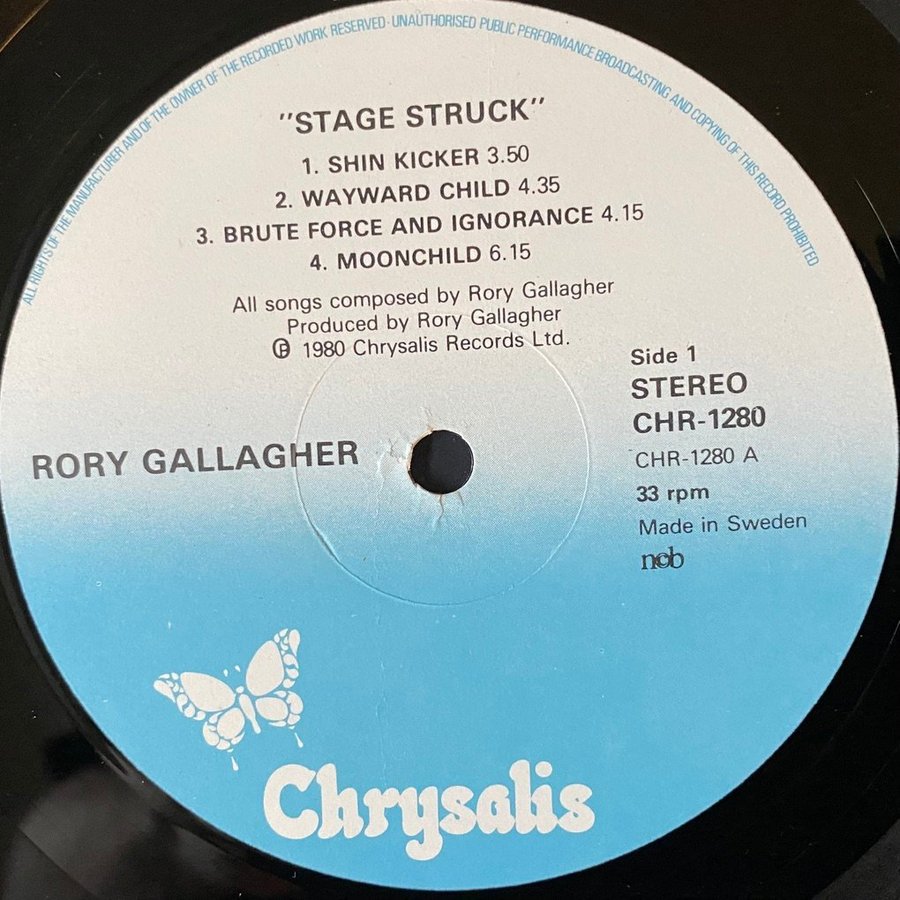 ALL RIGHTS OF THE MANUFACTURER AND OF THE OWNER OF THE RECORDED WORK RESERVED · UNAUTHORISED PUBLIC PERFORMANCE BROADCASTING AND COPYING OF THIS RECORD PROHIBITED
"STAGE STRUCK"
1. SHIN KICKER 3.50
2. WAYWARD CHILD 4.35
3. BRUTE FORCE AND IGNORANCE 4.15
4. MOONCHILD 6.15
All songs composed by Rory Gallagher
Produced by Rory Gallagher
℗ 1980 Chrysalis Records Ltd.
RORY GALLAGHER
Side 1
STEREO
CHR-1280
CHR-1280 A
33 rpm
Made in Sweden
ncb
Chrysalis